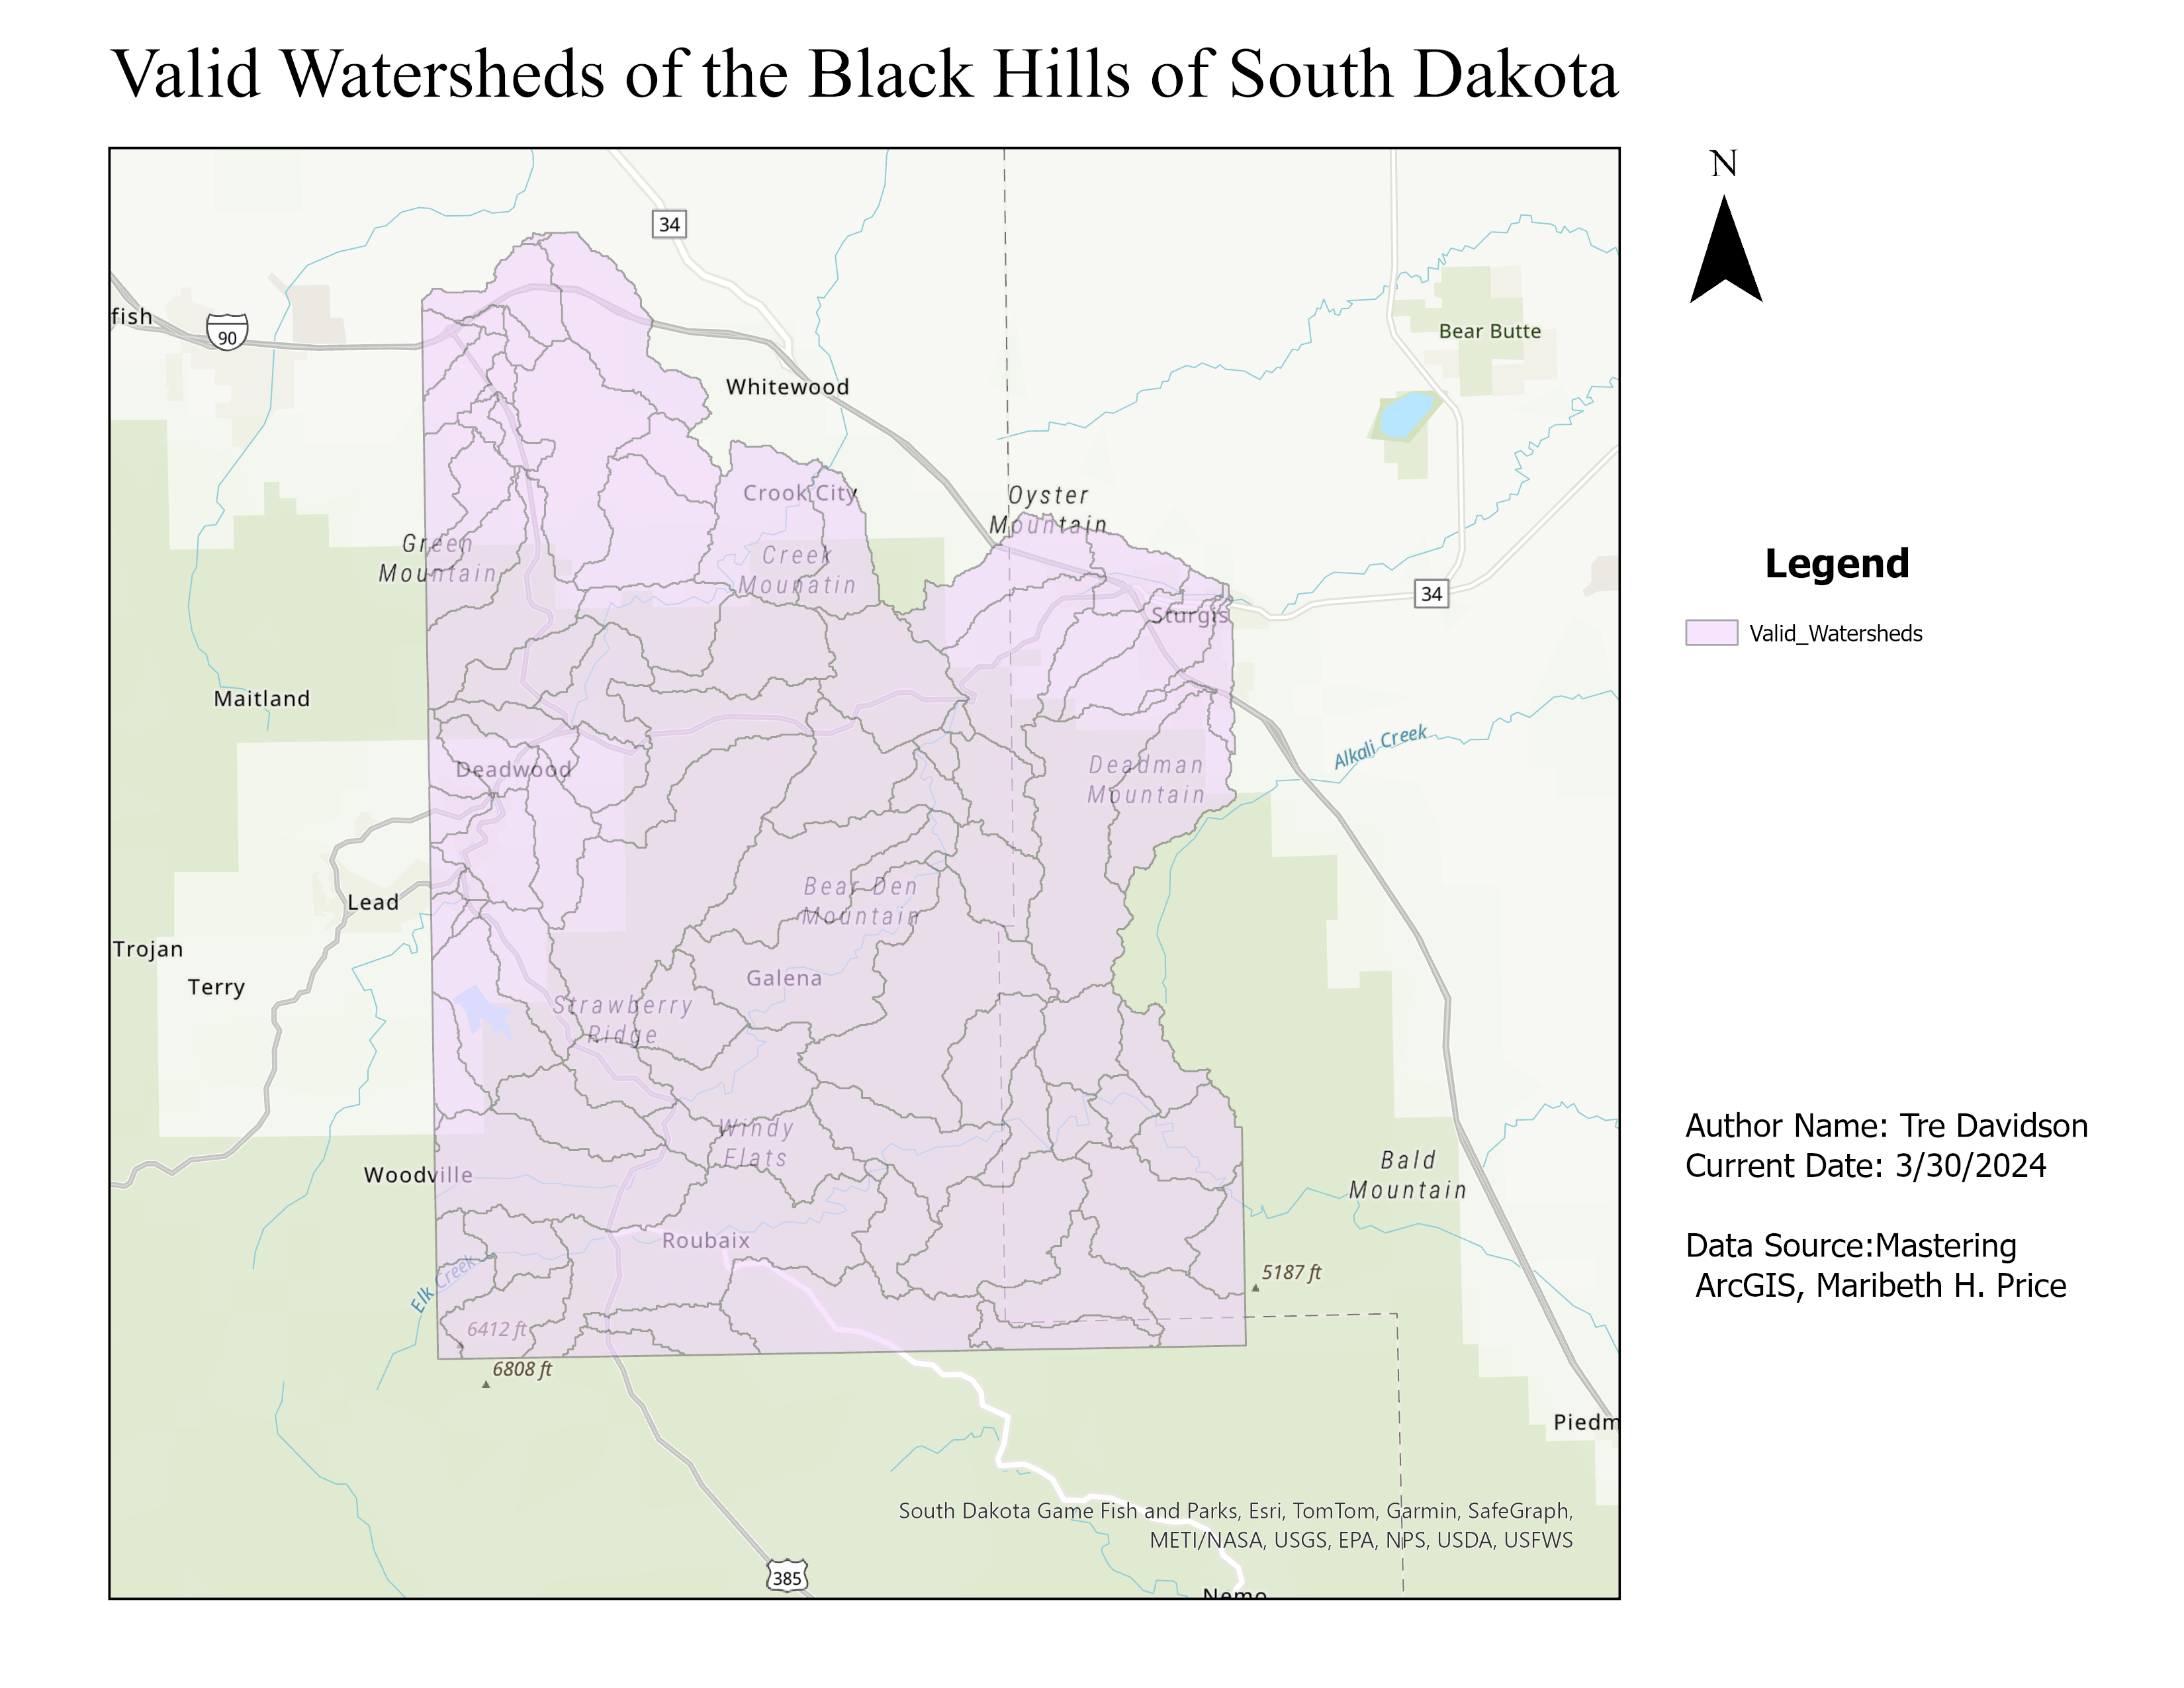 Valid Watersheds of the Black Hills of South Dakota
N
34
fish
90
Bear Butte
Whitewood
Crook City
Oyster
Mountain
Green
Mountain
Creek
Mounatin
34
Sturgis
Legend
Valid_Watersheds
Maitland
Alkali Creek
Deadwood
Deadman
Mountain
Bear Den
Mountain
Lead
Trojan
Terry
Galena
Strawberry
Ridge
Windy
Flats
Woodville
Bald
Mountain
Roubaix
Elk Creek
5187 ft
6412 ft
6808 ft
Piedm
Author Name: Tre Davidson
Current Date: 3/30/2024
Data Source:Mastering
ArcGIS, Maribeth H. Price
South Dakota Game Fish and Parks, Esri, TomTom, Garmin, SafeGraph,
METI/NASA, USGS, EPA, NPS, USDA, USFWS
385
Nemo